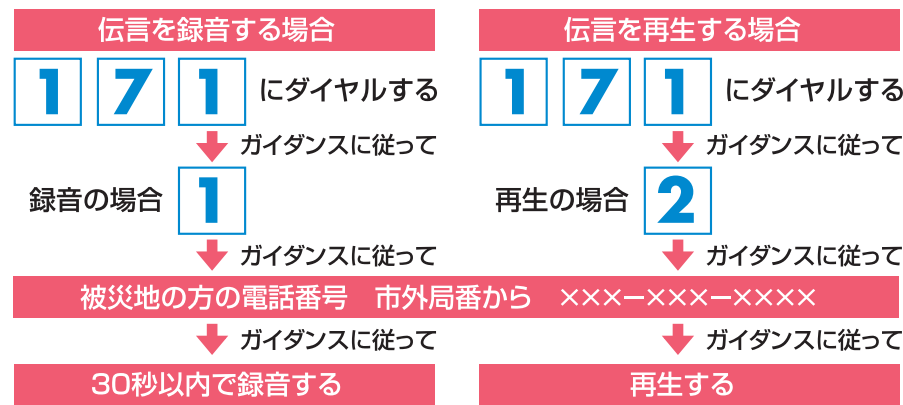 伝言を録音する場合
171にダイヤルする
ガイダンスに従って
録音の場合 1
ガイダンスに従って
伝言を再生する場合
171にダイヤルする
ガイダンスに従って
再生の場合 2
ガイダンスに従って
被災地の方の電話番号 市外局番から ×××−×××−××××
ガイダンスに従って
30秒以内で録音する
ガイダンスに従って
再生する